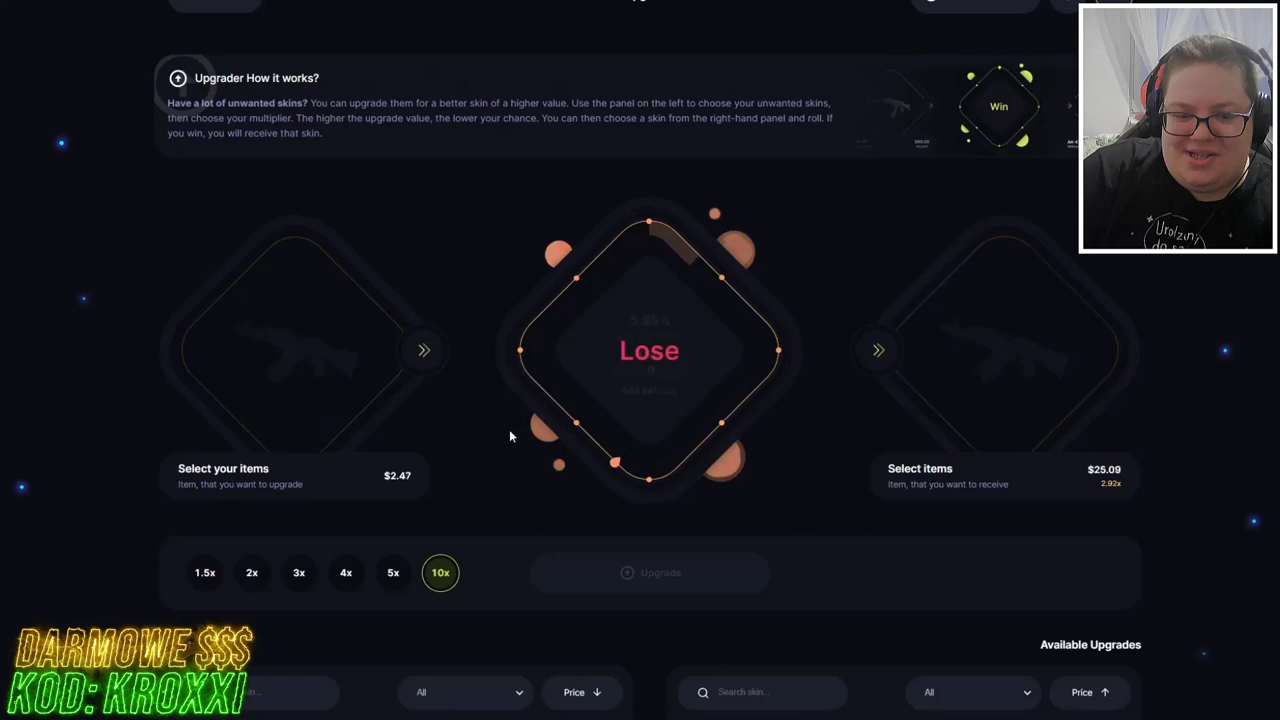 Upgrader How it works?
Have a lot of unwanted skins? You can upgrade them for a better skin of a higher value. Use the panel on the left to choose your unwanted skins,
then choose your multiplier. The higher the upgrade value, the lower your chance. You can then choose a skin from the right-hand panel and roll. If
you win, you will receive that skin.
Win
Urodziny
Lose
Select your items
Item, that you want to upgrade
$2.47
Select items
Item, that you want to receive
$25.09
2.92x
1.5x
2x
3x
4x
5x
10x
Upgrade
Available Upgrades
All
Price
Search skin...
All
Price
DARMOWE $$$
KOD: KROXXI